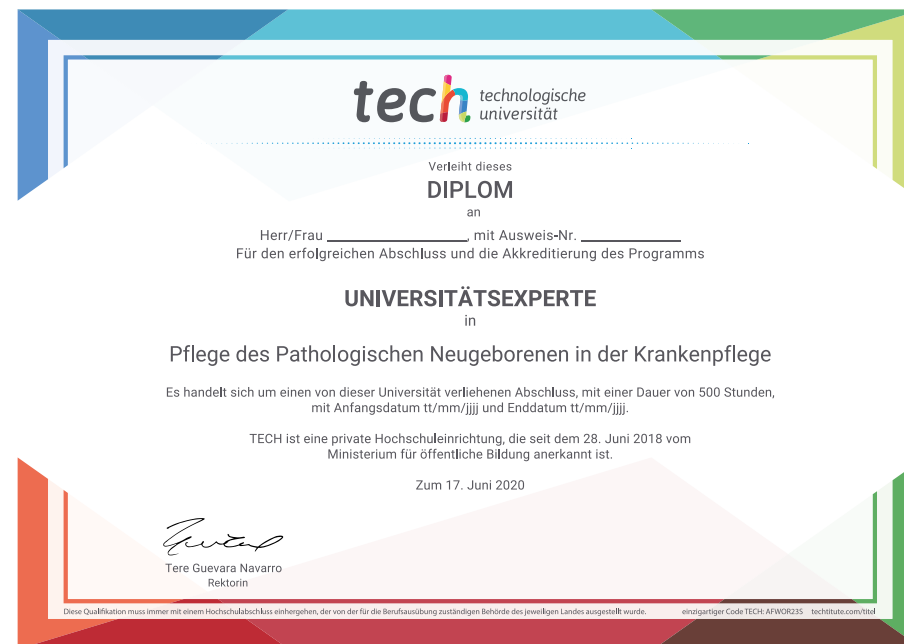 tech technologische
universität
Verleiht dieses
DIPLOM
an
Herr/Frau ____________________, mit Ausweis-Nr. ______________
Für den erfolgreichen Abschluss und die Akkreditierung des Programms
UNIVERSITÄTSEXPERTE
in
Pflege des Pathologischen Neugeborenen in der Krankenpflege
Es handelt sich um einen von dieser Universität verliehenen Abschluss, mit einer Dauer von 500 Stunden,
mit Anfangsdatum tt/mm/jjjj und Enddatum tt/mm/jjjj.
TECH ist eine private Hochschuleinrichtung, die seit dem 28. Juni 2018 vom
Ministerium für öffentliche Bildung anerkannt ist.
Zum 17. Juni 2020
Tere Guevara Navarro
Rektorin
Diese Qualifikation muss immer mit einem Hochschulabschluss einhergehen, der von der für die Berufsausübung zuständigen Behörde des jeweiligen Landes ausgestellt wurde. einzigartiger Code TECH: AFWOR23S techtitute.com/titel